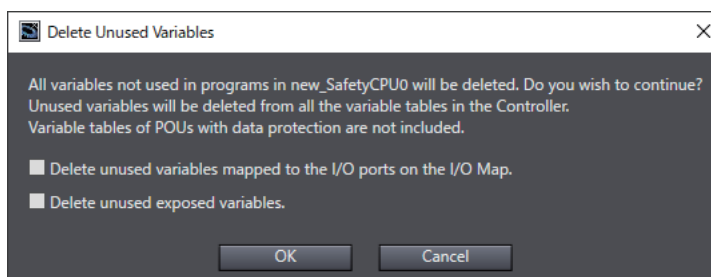 Delete Unused Variables
All variables not used in programs in new_SafetyCPU0 will be deleted. Do you wish to continue?
Unused variables will be deleted from all the variable tables in the Controller.
Variable tables of POUs with data protection are not included.
Delete unused variables mapped to the I/O ports on the I/O Map.
Delete unused exposed variables.
OK
Cancel